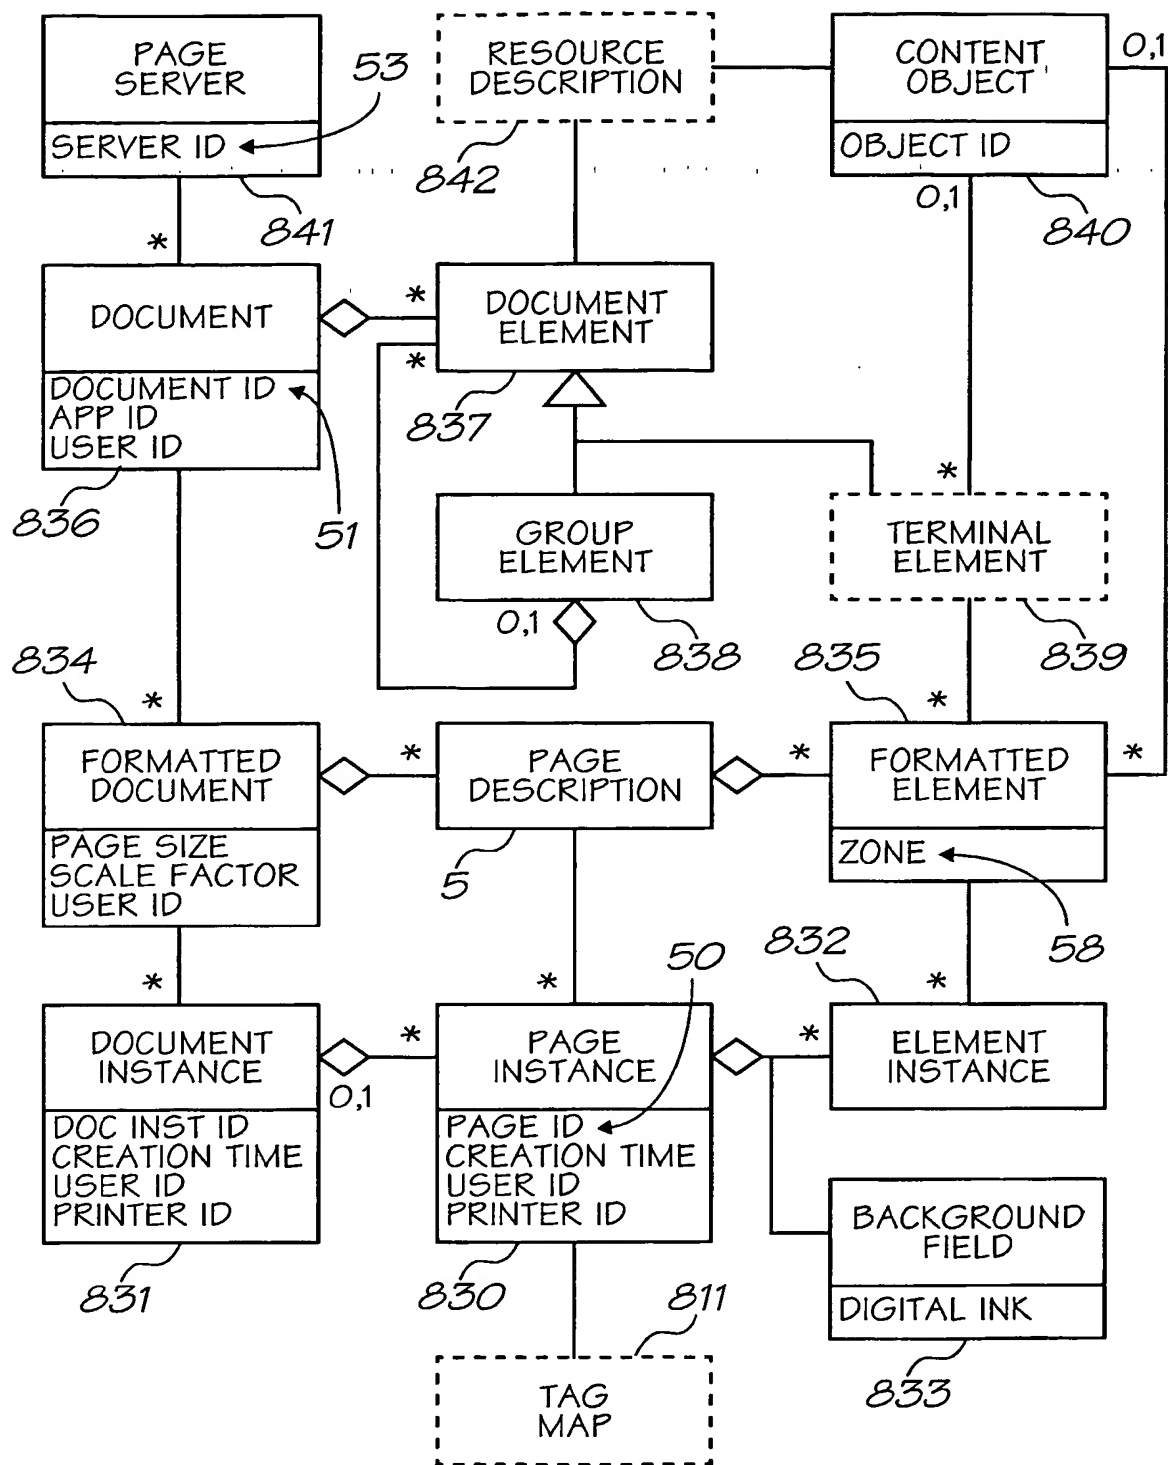 PAGE
SERVER
SERVER ID
53
841
*
RESOURCE
DESCRIPTION
842
CONTENT
OBJECT
OBJECT ID
0,1
0,1
840
DOCUMENT
DOCUMENT ID
APP ID
USER ID
836
51
*
*
DOCUMENT
ELEMENT
837
GROUP
ELEMENT
0,1
838
*
TERMINAL
ELEMENT
839
834
*
FORMATTED
DOCUMENT
PAGE SIZE
SCALE FACTOR
USER ID
*
PAGE
DESCRIPTION
5
835
*
*
FORMATTED
ELEMENT
*
ZONE
58
*
DOCUMENT
INSTANCE
0,1
DOC INST ID
CREATION TIME
USER ID
PRINTER ID
831
*
*
50
PAGE
INSTANCE
PAGE ID
CREATION TIME
USER ID
PRINTER ID
830
832
*
*
ELEMENT
INSTANCE
BACKGROUND
FIELD
DIGITAL INK
833
811
TAG
MAP